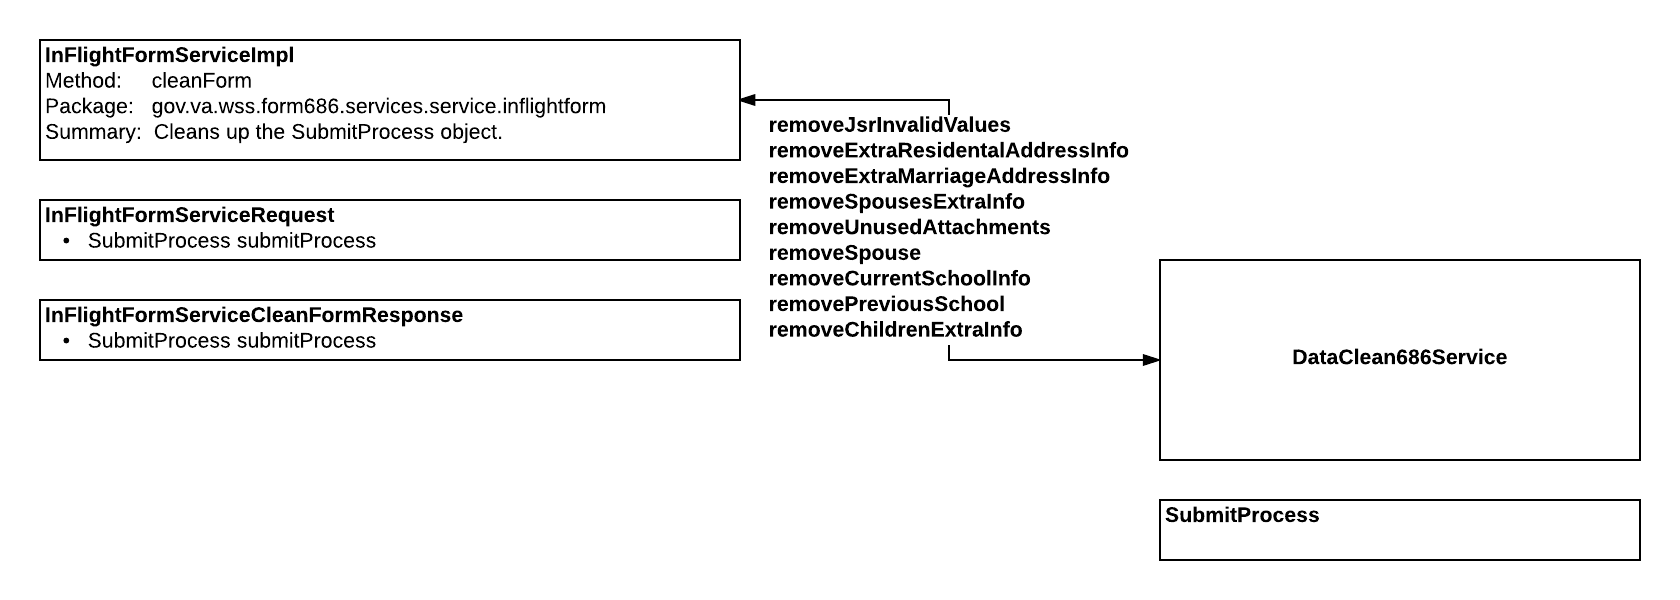 InFlightFormServiceImpl
Method: cleanForm
Package: gov.va.wss.form686.services.service.inflightform
Summary: Cleans up the SubmitProcess object.
InFlightFormServiceRequest
• SubmitProcess submitProcess
InFlightFormServiceCleanFormResponse
• SubmitProcess submitProcess
removeJsrInvalidValues
removeExtraResidentalAddressInfo
removeExtraMarriageAddressInfo
removeSpousesExtraInfo
removeUnusedAttachments
removeSpouse
removeCurrentSchoolInfo
removePreviousSchool
removeChildrenExtraInfo
DataClean686Service
SubmitProcess